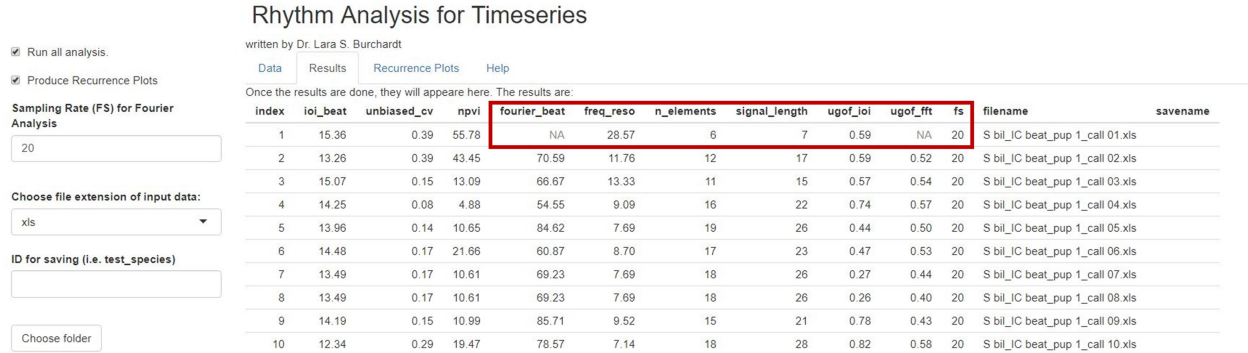 Rhythm Analysis for Timeseries
written by Dr. Lara S. Burchardt
Run all analysis.
Produce Recurrence Plots
Sampling Rate (FS) for Fourier
Analysis
20
Choose file extension of input data:
xls
ID for saving (i.e. test_species)
Choose folder
Data Results Recurrence Plots Help
Once the results are done, they will appeare here. The results are:
index ioi_beat unbiased_cv npvi fourier_beat freq_reso n_elements signal_length ugof_ioi ugof_fft fs filename savename
1 15.36 0.39 55.78 NA 28.57 6 7 0.59 NA 20 S bil_IC beat_pup 1_call 01.xls
2 13.26 0.39 43.45 70.59 11.76 12 17 0.59 0.52 20 S bil_IC beat_pup 1_call 02.xls
3 15.07 0.15 13.09 66.67 13.33 11 15 0.57 0.54 20 S bil_IC beat_pup 1_call 03.xls
4 14.25 0.08 4.88 54.55 9.09 16 22 0.74 0.57 20 S bil_IC beat_pup 1_call 04.xls
5 13.96 0.14 10.65 84.62 7.69 19 26 0.44 0.50 20 S bil_IC beat_pup 1_call 05.xls
6 14.48 0.17 21.66 60.87 8.70 17 23 0.47 0.53 20 S bil_IC beat_pup 1_call 06.xls
7 13.49 0.17 10.61 69.23 7.69 18 26 0.27 0.44 20 S bil_IC beat_pup 1_call 07.xls
8 13.49 0.17 10.61 69.23 7.69 18 26 0.26 0.40 20 S bil_IC beat_pup 1_call 08.xls
9 14.19 0.15 10.99 85.71 9.52 15 21 0.78 0.43 20 S bil_IC beat_pup 1_call 09.xls
10 12.34 0.29 19.47 78.57 7.14 18 28 0.82 0.58 20 S bil_IC beat_pup 1_call 10.xls